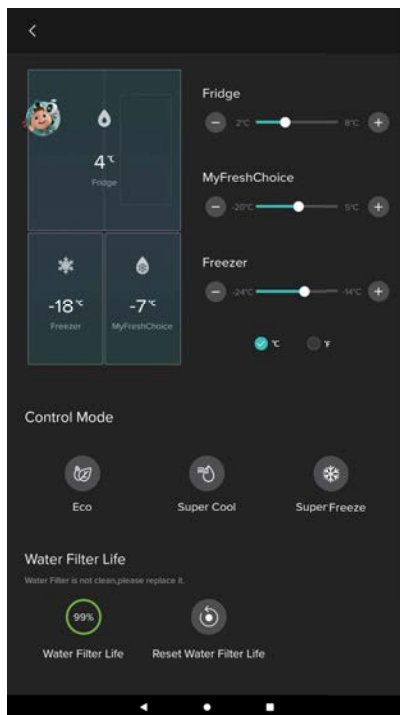 Fridge
2°C 8°C
4°C
Fridge
MyFreshChoice
-20°C 5°C
Freezer
-24°C -14°C
-18°C
Freezer
-7°C
MyFreshChoice
°C °F
Control Mode
Eco
Super Cool
Super Freeze
Water Filter Life
Water Filter is not clean,please replace it.
99%
Water Filter Life
Reset Water Filter Life